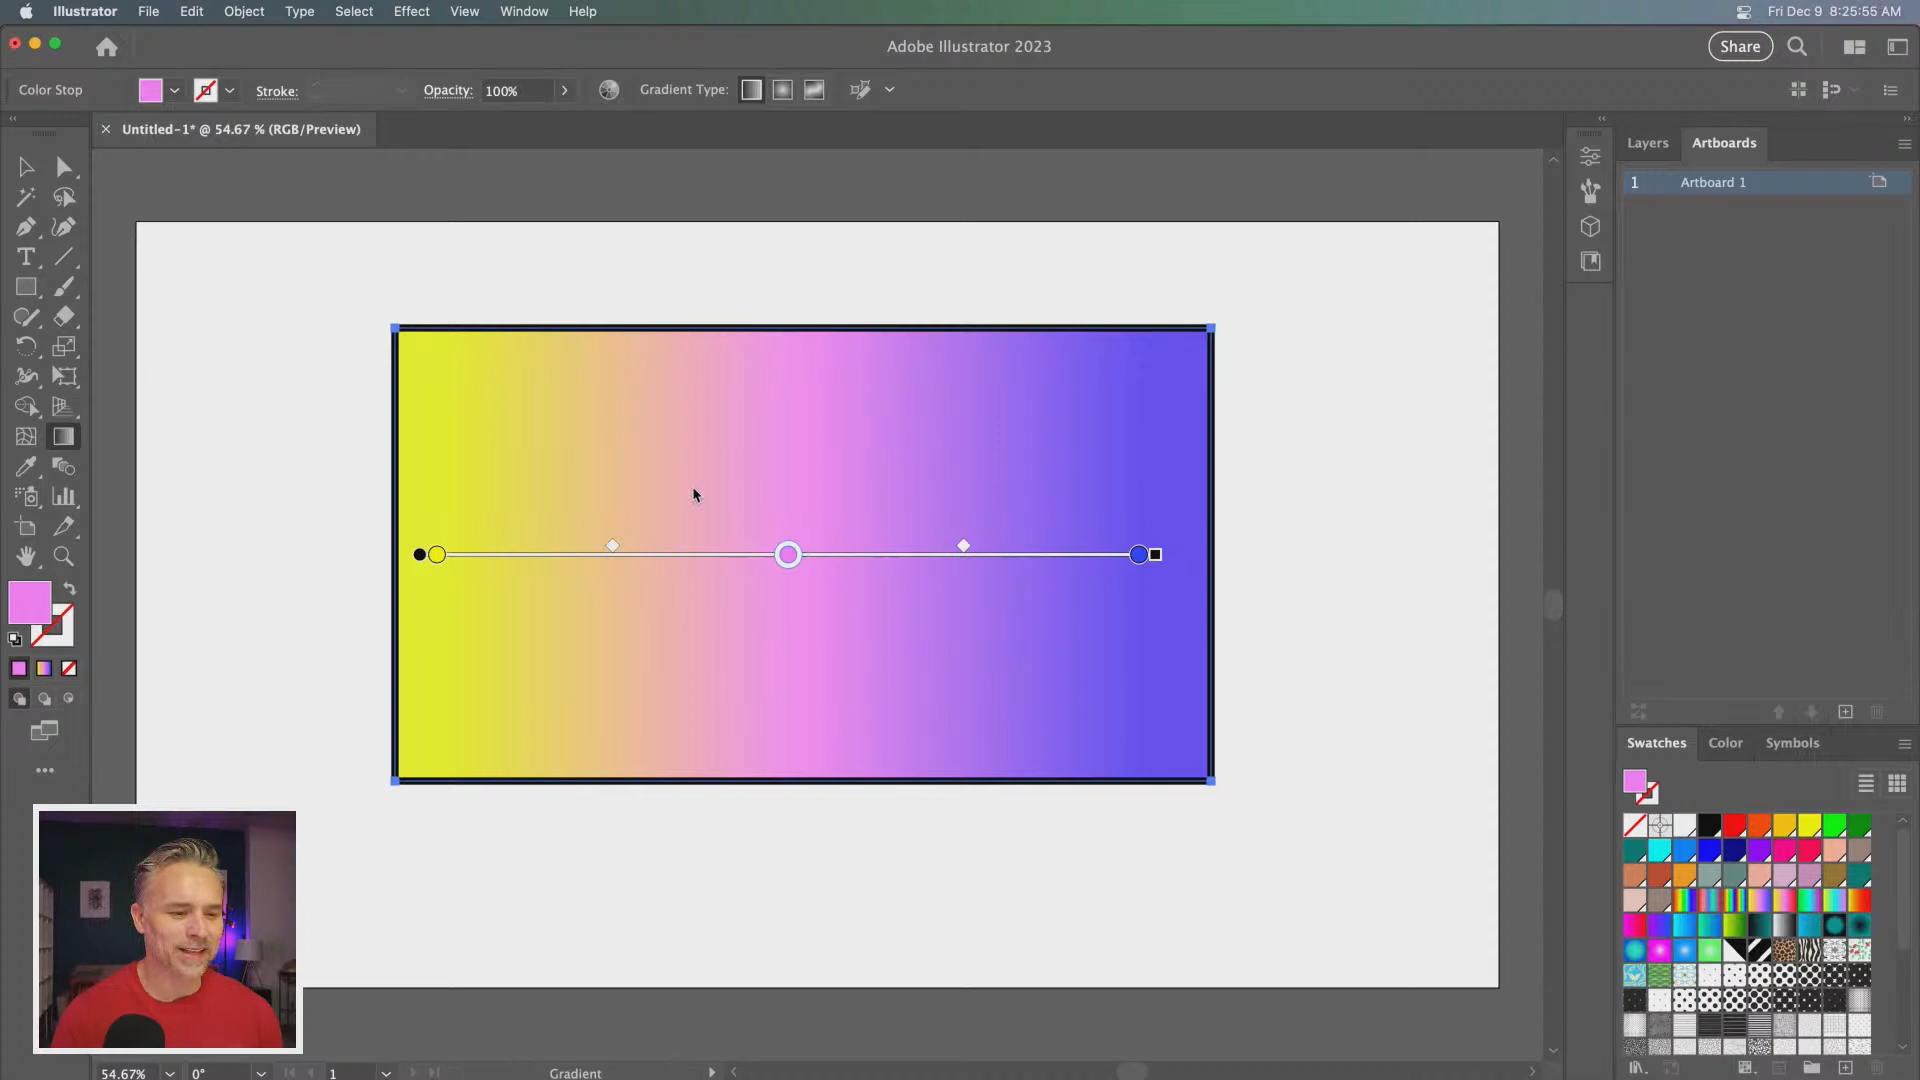 Illustrator File Edit Object Type Select Effect View Window Help
Fri Dec 9 8:25:55 AM
Adobe Illustrator 2023
Share
Color Stop
Stroke:
Opacity: 100%
Gradient Type:
Untitled-1* @ 54.67 % (RGB/Preview)
Layers Artboards
1 Artboard 1
Swatches Color Symbols
54.67% 0° 1 Gradient